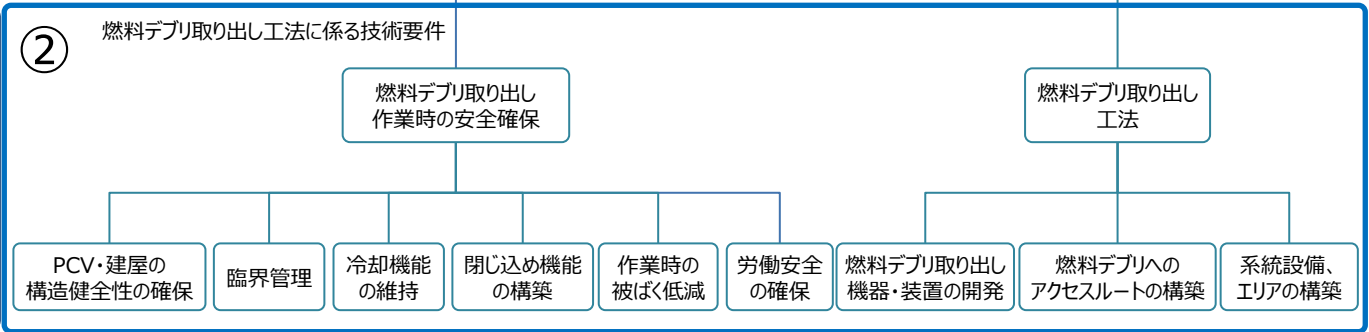 ②
燃料デブリ取り出し工法に係る技術要件
燃料デブリ取り出し
作業時の安全確保
燃料デブリ取り出し
工法
PCV・建屋の
構造健全性の確保
臨界管理
冷却機能
の維持
閉じ込め機能
の構築
作業時の
被ばく低減
労働安全
の確保
燃料デブリ取り出し
機器・装置の開発
燃料デブリへの
アクセスルートの構築
系統設備、
エリアの構築